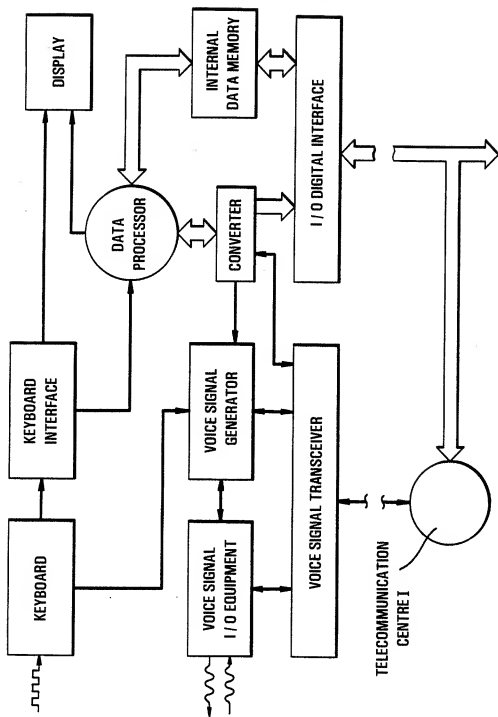 KEYBOARD
KEYBOARD
INTERFACE
DISPLAY
DATA
PROCESSOR
INTERNAL
DATA MEMORY
VOICE SIGNAL
I/O EQUIPMENT
VOICE SIGNAL
GENERATOR
CONVERTER
VOICE SIGNAL TRANSCEIVER
I/O DIGITAL INTERFACE
TELECOMMUNICATION
CENTRE I